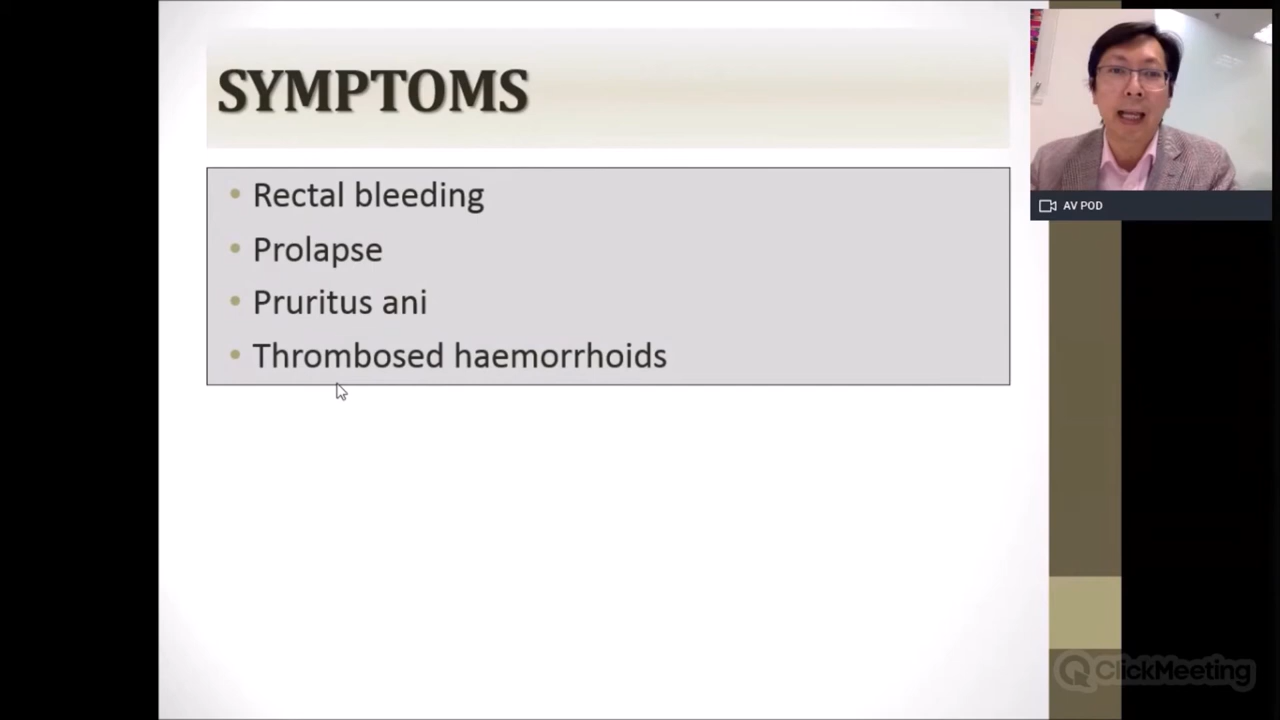 SYMPTOMS
• Rectal bleeding
• Prolapse
• Pruritus ani
• Thrombosed haemorrhoids
AV POD
ClickMeeting